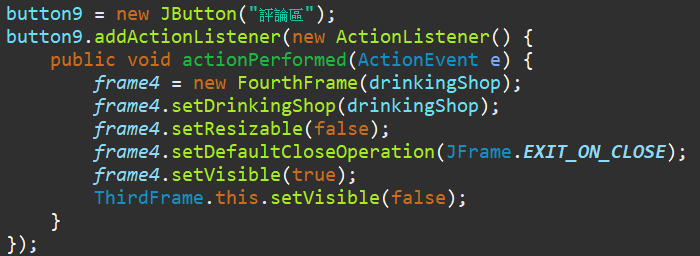 button9 = new JButton("評論區");
button9.addActionListener(new ActionListener() {
    public void actionPerformed(ActionEvent e) {
        frame4 = new FourthFrame(drinkingShop);
        frame4.setDrinkingShop(drinkingShop);
        frame4.setResizable(false);
        frame4.setDefaultCloseOperation(JFrame.EXIT_ON_CLOSE);
        frame4.setVisible(true);
        ThirdFrame.this.setVisible(false);
    }
});